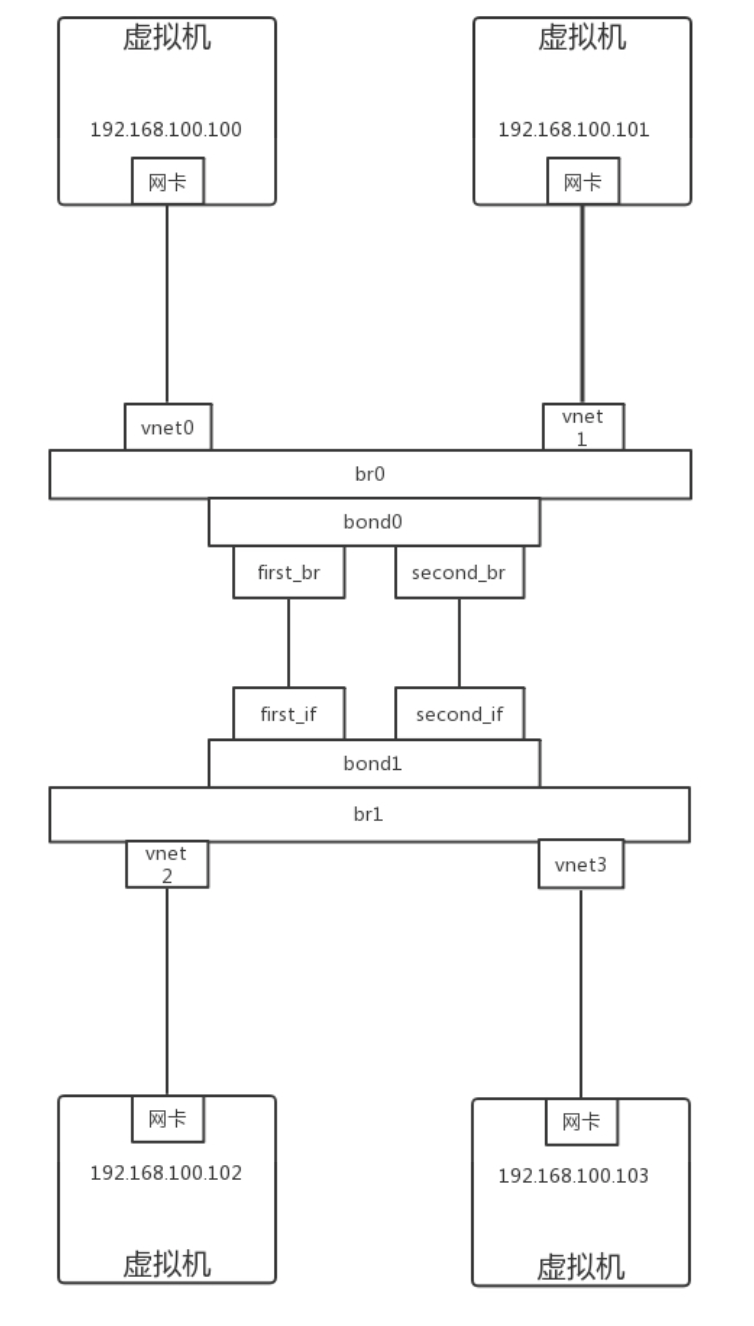 虚拟机
虚拟机
192.168.100.100
192.168.100.101
网卡
网卡
vnet0
vnet
1
br0
bond0
first_br
second_br
first_if
second_if
bond1
br1
vnet
2
vnet3
网卡
网卡
192.168.100.102
192.168.100.103
虚拟机
虚拟机